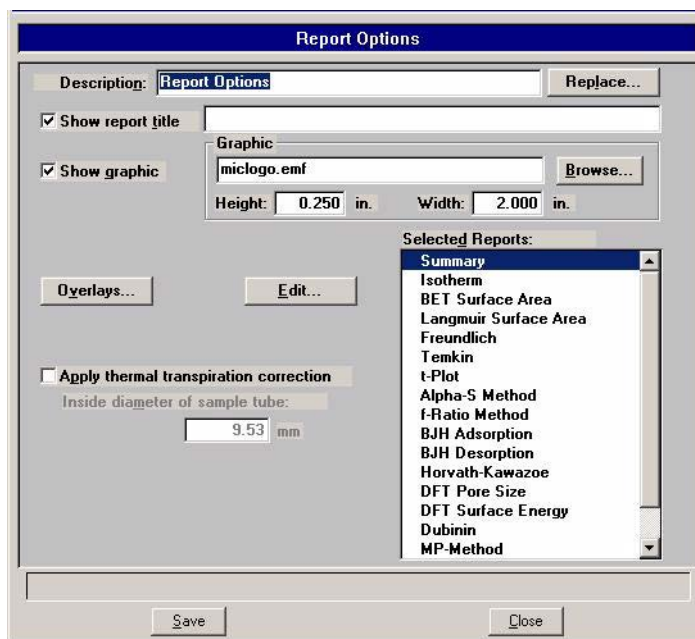 Report Options
Description: Report Options Replace...
Show report title
Graphic
Show graphic miclogo.emf Browse...
Height: 0.250 in. Width: 2.000 in.
Selected Reports:
Summary
Isotherm
BET Surface Area
Langmuir Surface Area
Freundlich
Temkin
t-Plot
Alpha-S Method
f-Ratio Method
BJH Adsorption
BJH Desorption
Horvath-Kawazoe
DFT Pore Size
DFT Surface Energy
Dubinin
MP-Method
Overlays... Edit...
Apply thermal transpiration correction
Inside diameter of sample tube:
9.53 mm
Save Close